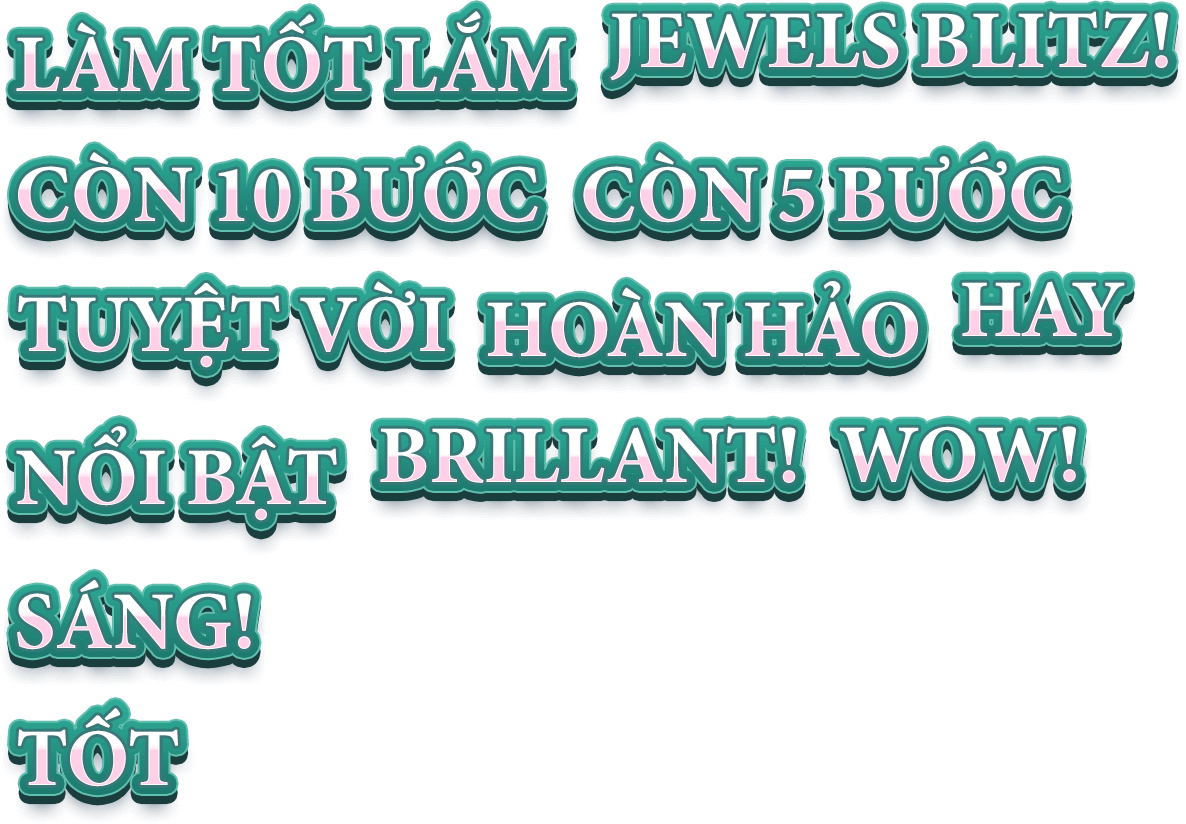 LÀM TỐT LẮM
JEWELS BLITZ!
CÒN 10 BƯỚC
CÒN 5 BƯỚC
TUYỆT VỜI
HOÀN HẢO
HAY
NỔI BẬT
BRILLANT!
WOW!
SÁNG!
TỐT